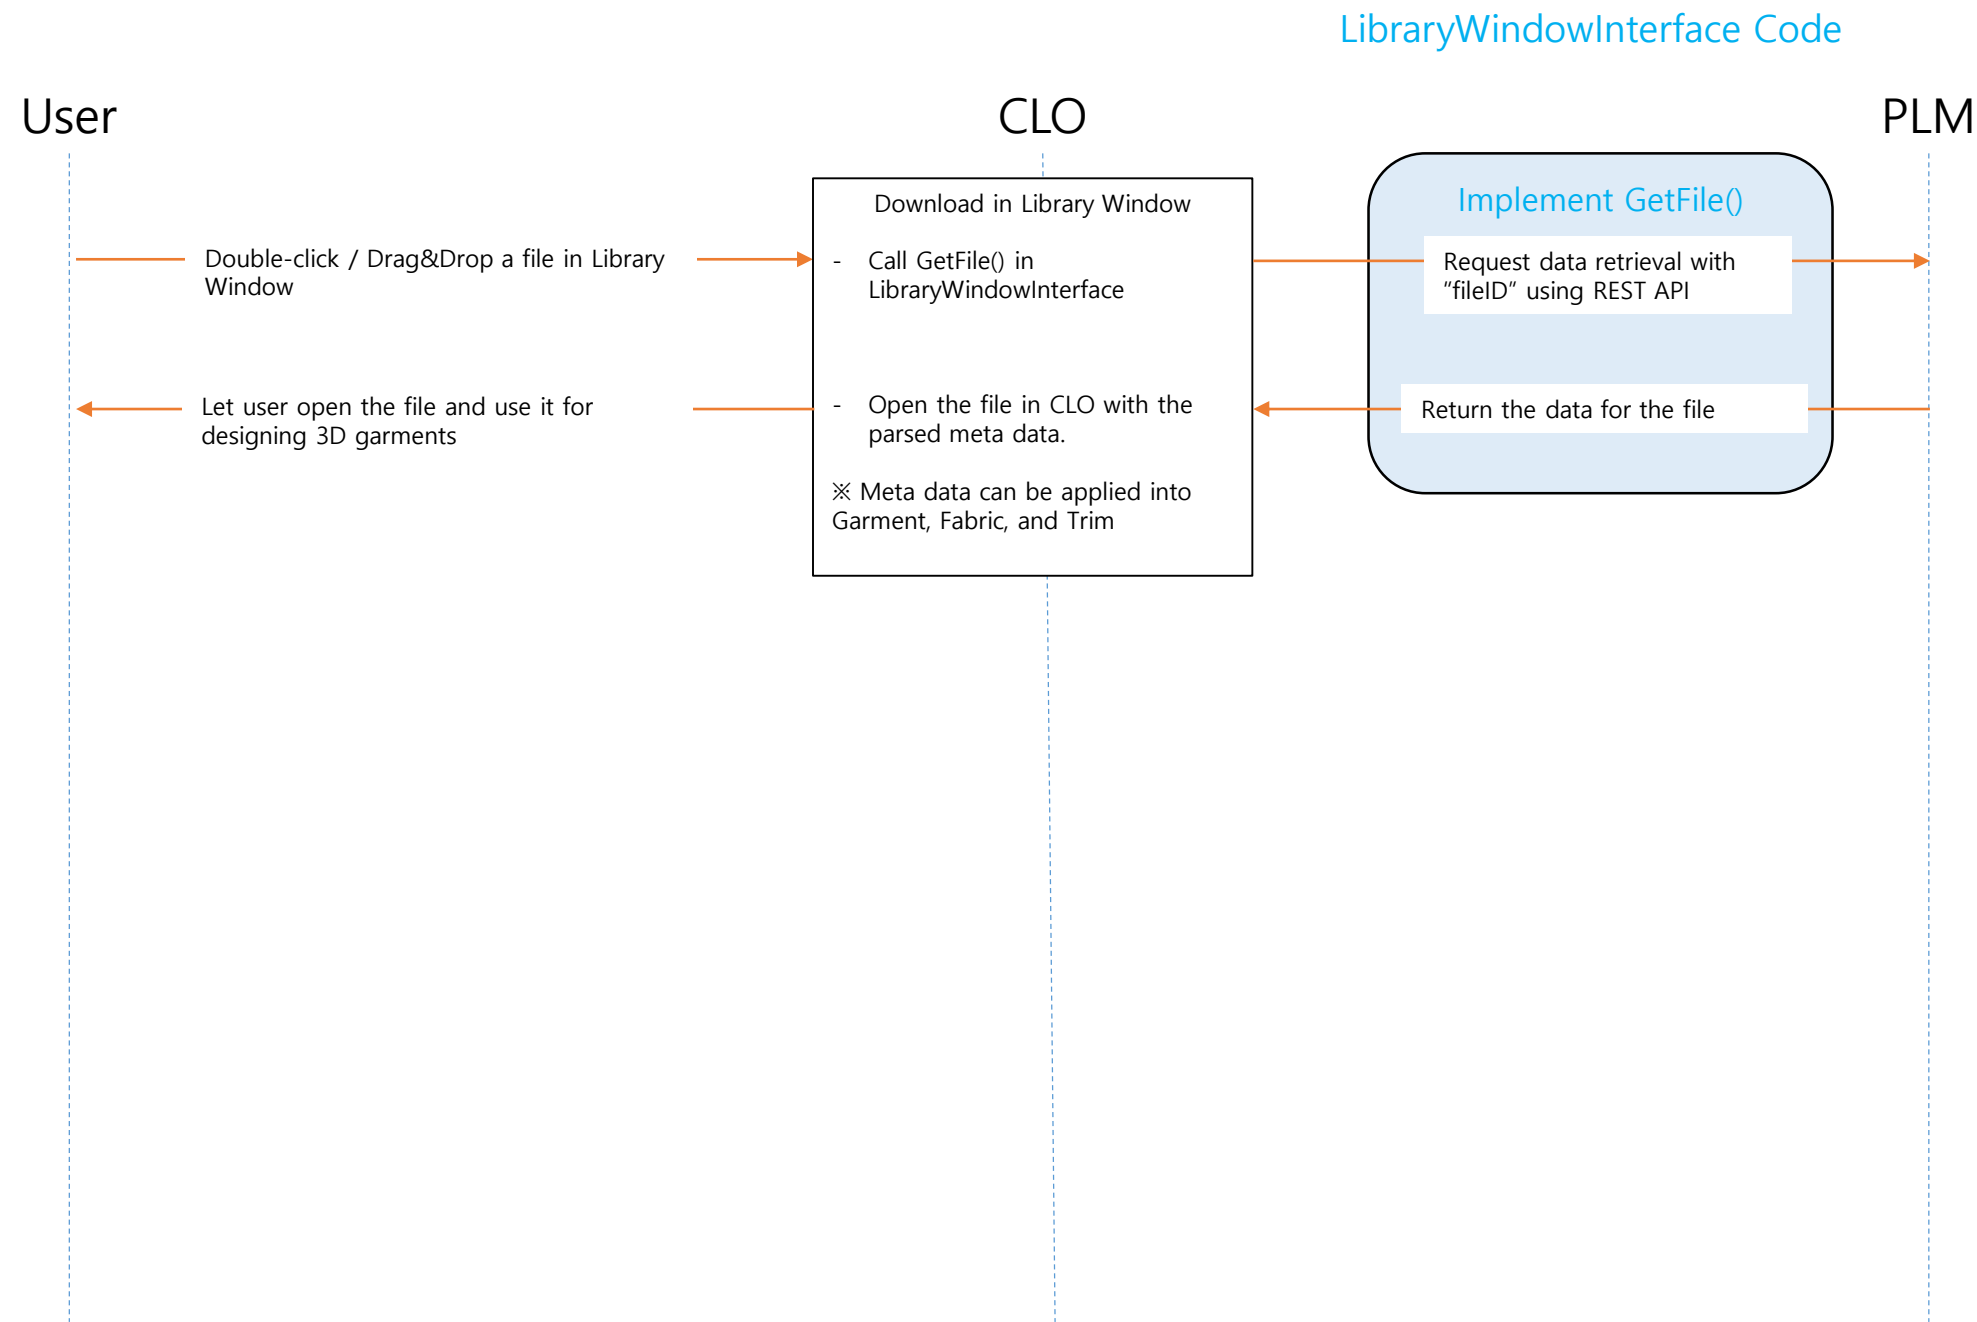 LibraryWindowInterface Code
User
CLO
PLM
Download in Library Window
Implement GetFile()
Double-click / Drag&Drop a file in Library
Window
- Call GetFile() in
LibraryWindowInterface
Request data retrieval with
“fileID” using REST API
Let user open the file and use it for
designing 3D garments
- Open the file in CLO with the
parsed meta data.
Return the data for the file
※ Meta data can be applied into
Garment, Fabric, and Trim